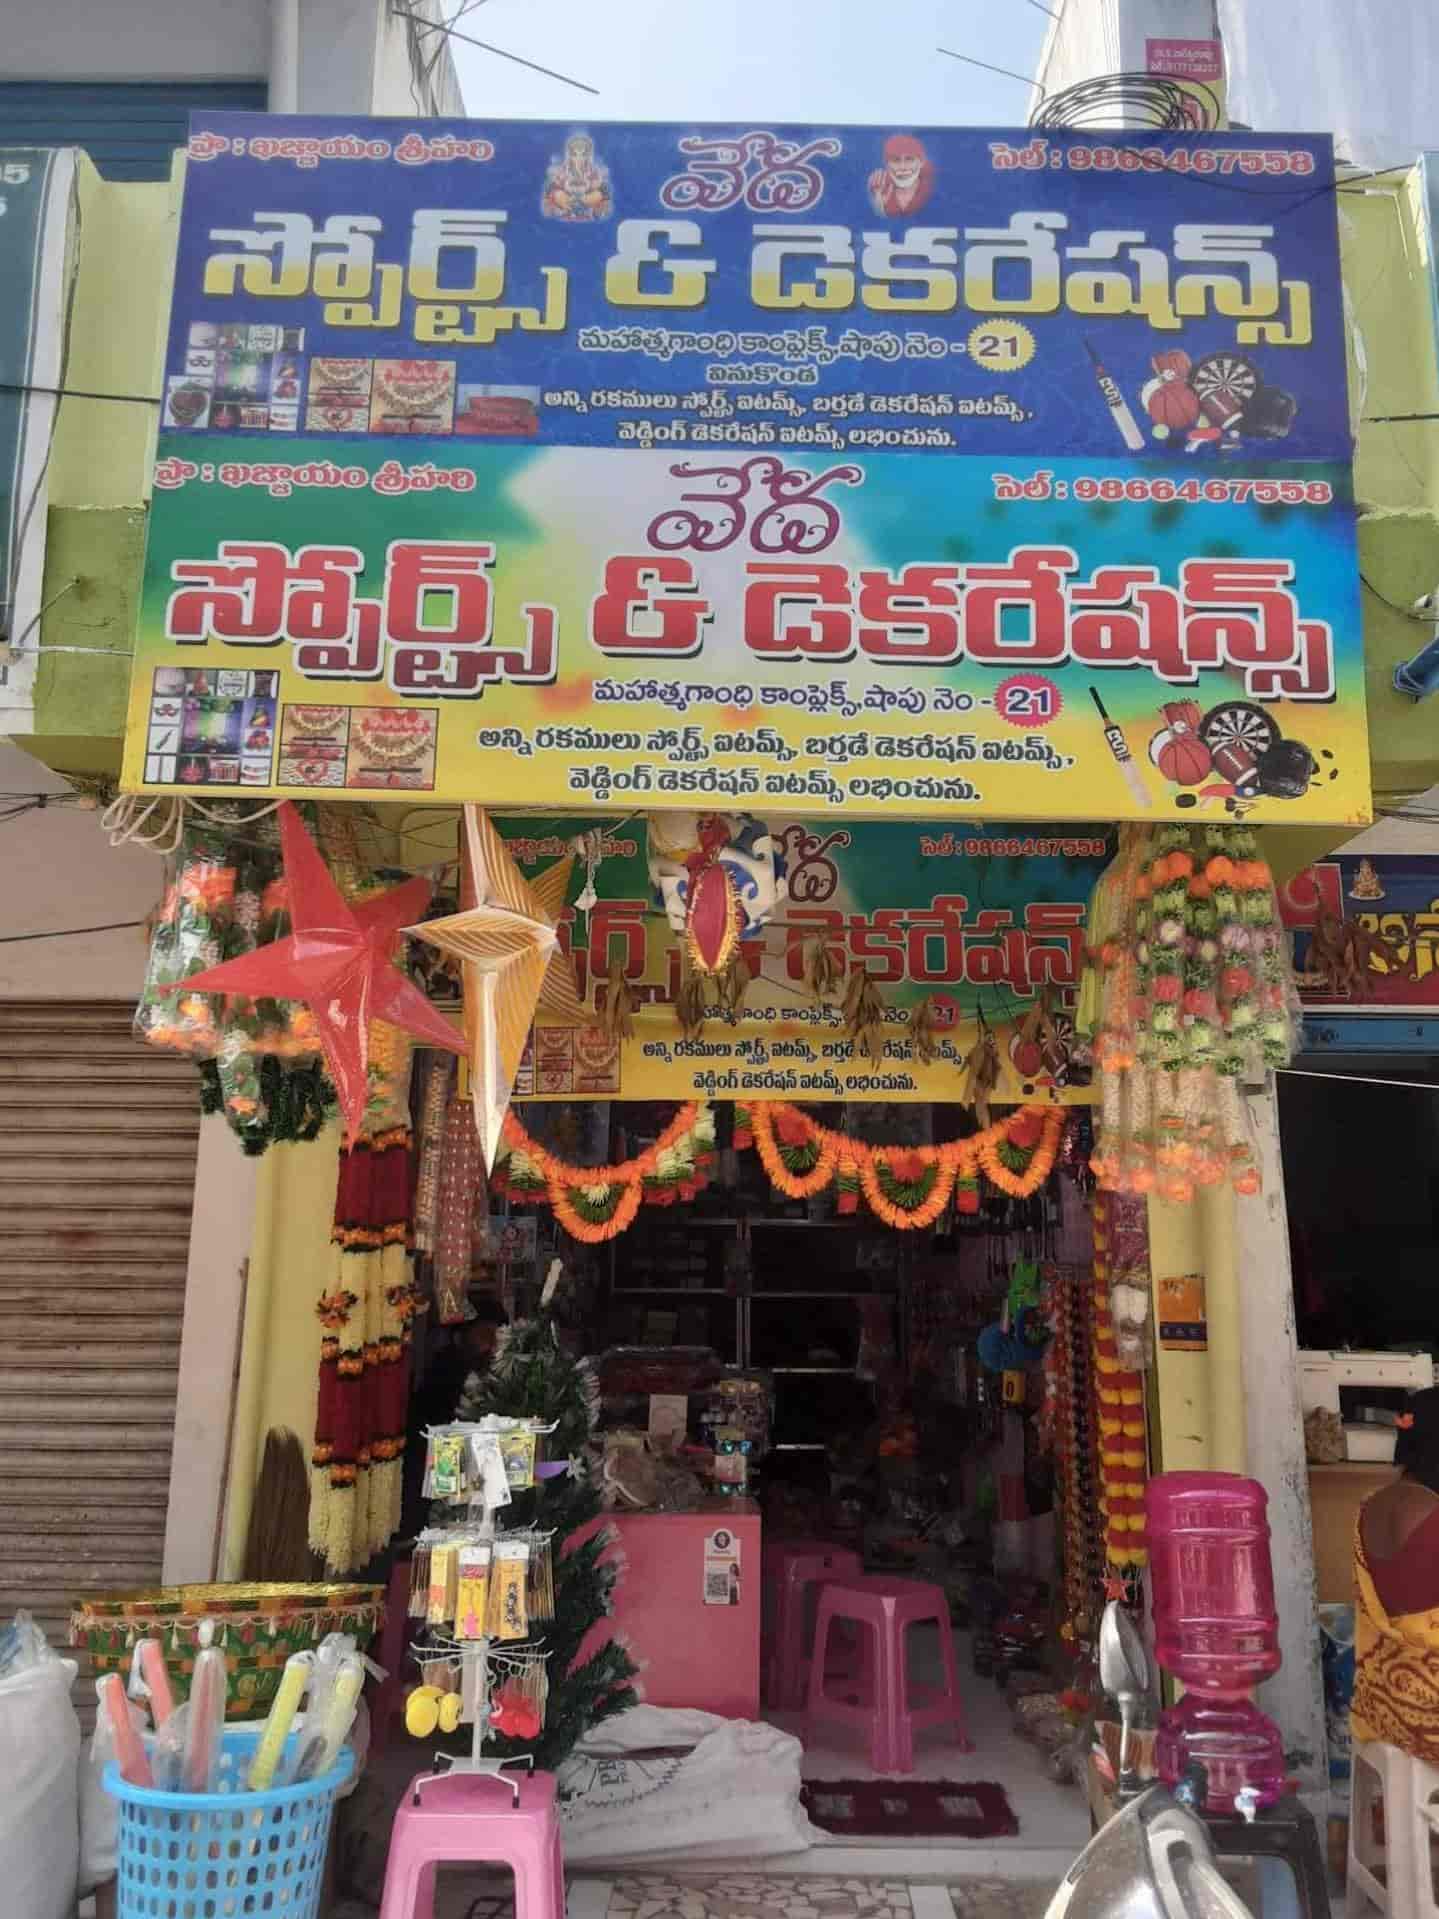 ప్రొ : ఖజ్జాయం శ్రీహరి
వేద
సెల్ : 9866467558
స్పోర్ట్స్ & డెకరేషన్స్
మహాత్మగాంధి కాంప్లెక్స్,షాపు నెం - 21
వినుకొండ
అన్ని రకములు స్పోర్ట్స్ ఐటమ్స్, బర్తడే డెకరేషన్ ఐటమ్స్,
వెడ్డింగ్ డెకరేషన్ ఐటమ్స్ లభించును.
ప్రొ : ఖజ్జాయం శ్రీహరి
వేద
సెల్ : 9866467558
స్పోర్ట్స్ & డెకరేషన్స్
మహాత్మగాంధి కాంప్లెక్స్,షాపు నెం - 21
అన్ని రకములు స్పోర్ట్స్ ఐటమ్స్, బర్తడే డెకరేషన్ ఐటమ్స్,
వెడ్డింగ్ డెకరేషన్ ఐటమ్స్ లభించును.
సెల్ : 9866467558
డెకరేషన్స్
కాంప్లెక్స్, 21
అన్ని రకములు స్పోర్ట్స్ ఐటమ్స్,
వెడ్డింగ్ డెకరేషన్ ఐటమ్స్ లభించును.